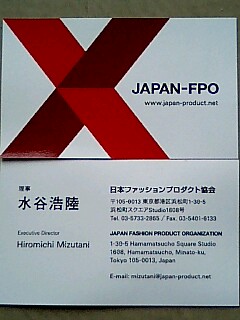 JAPAN-FPO
www.japan-product.net
理事
水谷浩陸
Executive Director
Hiromichi Mizutani
日本ファッションプロダクト協会
〒105-0013 東京都港区浜松町1-30-5
浜松町スクエアStudio1608号
Tel. 03-5733-2865 / Fax. 03-5401-6133
JAPAN FASHION PRODUCT ORGANIZATION
1-30-5 Hamamatsucho Square Studio
1608, Hamamatsucho, Minato-ku,
Tokyo 105-0013, Japan
E-mail: mizutani@japan-product.net